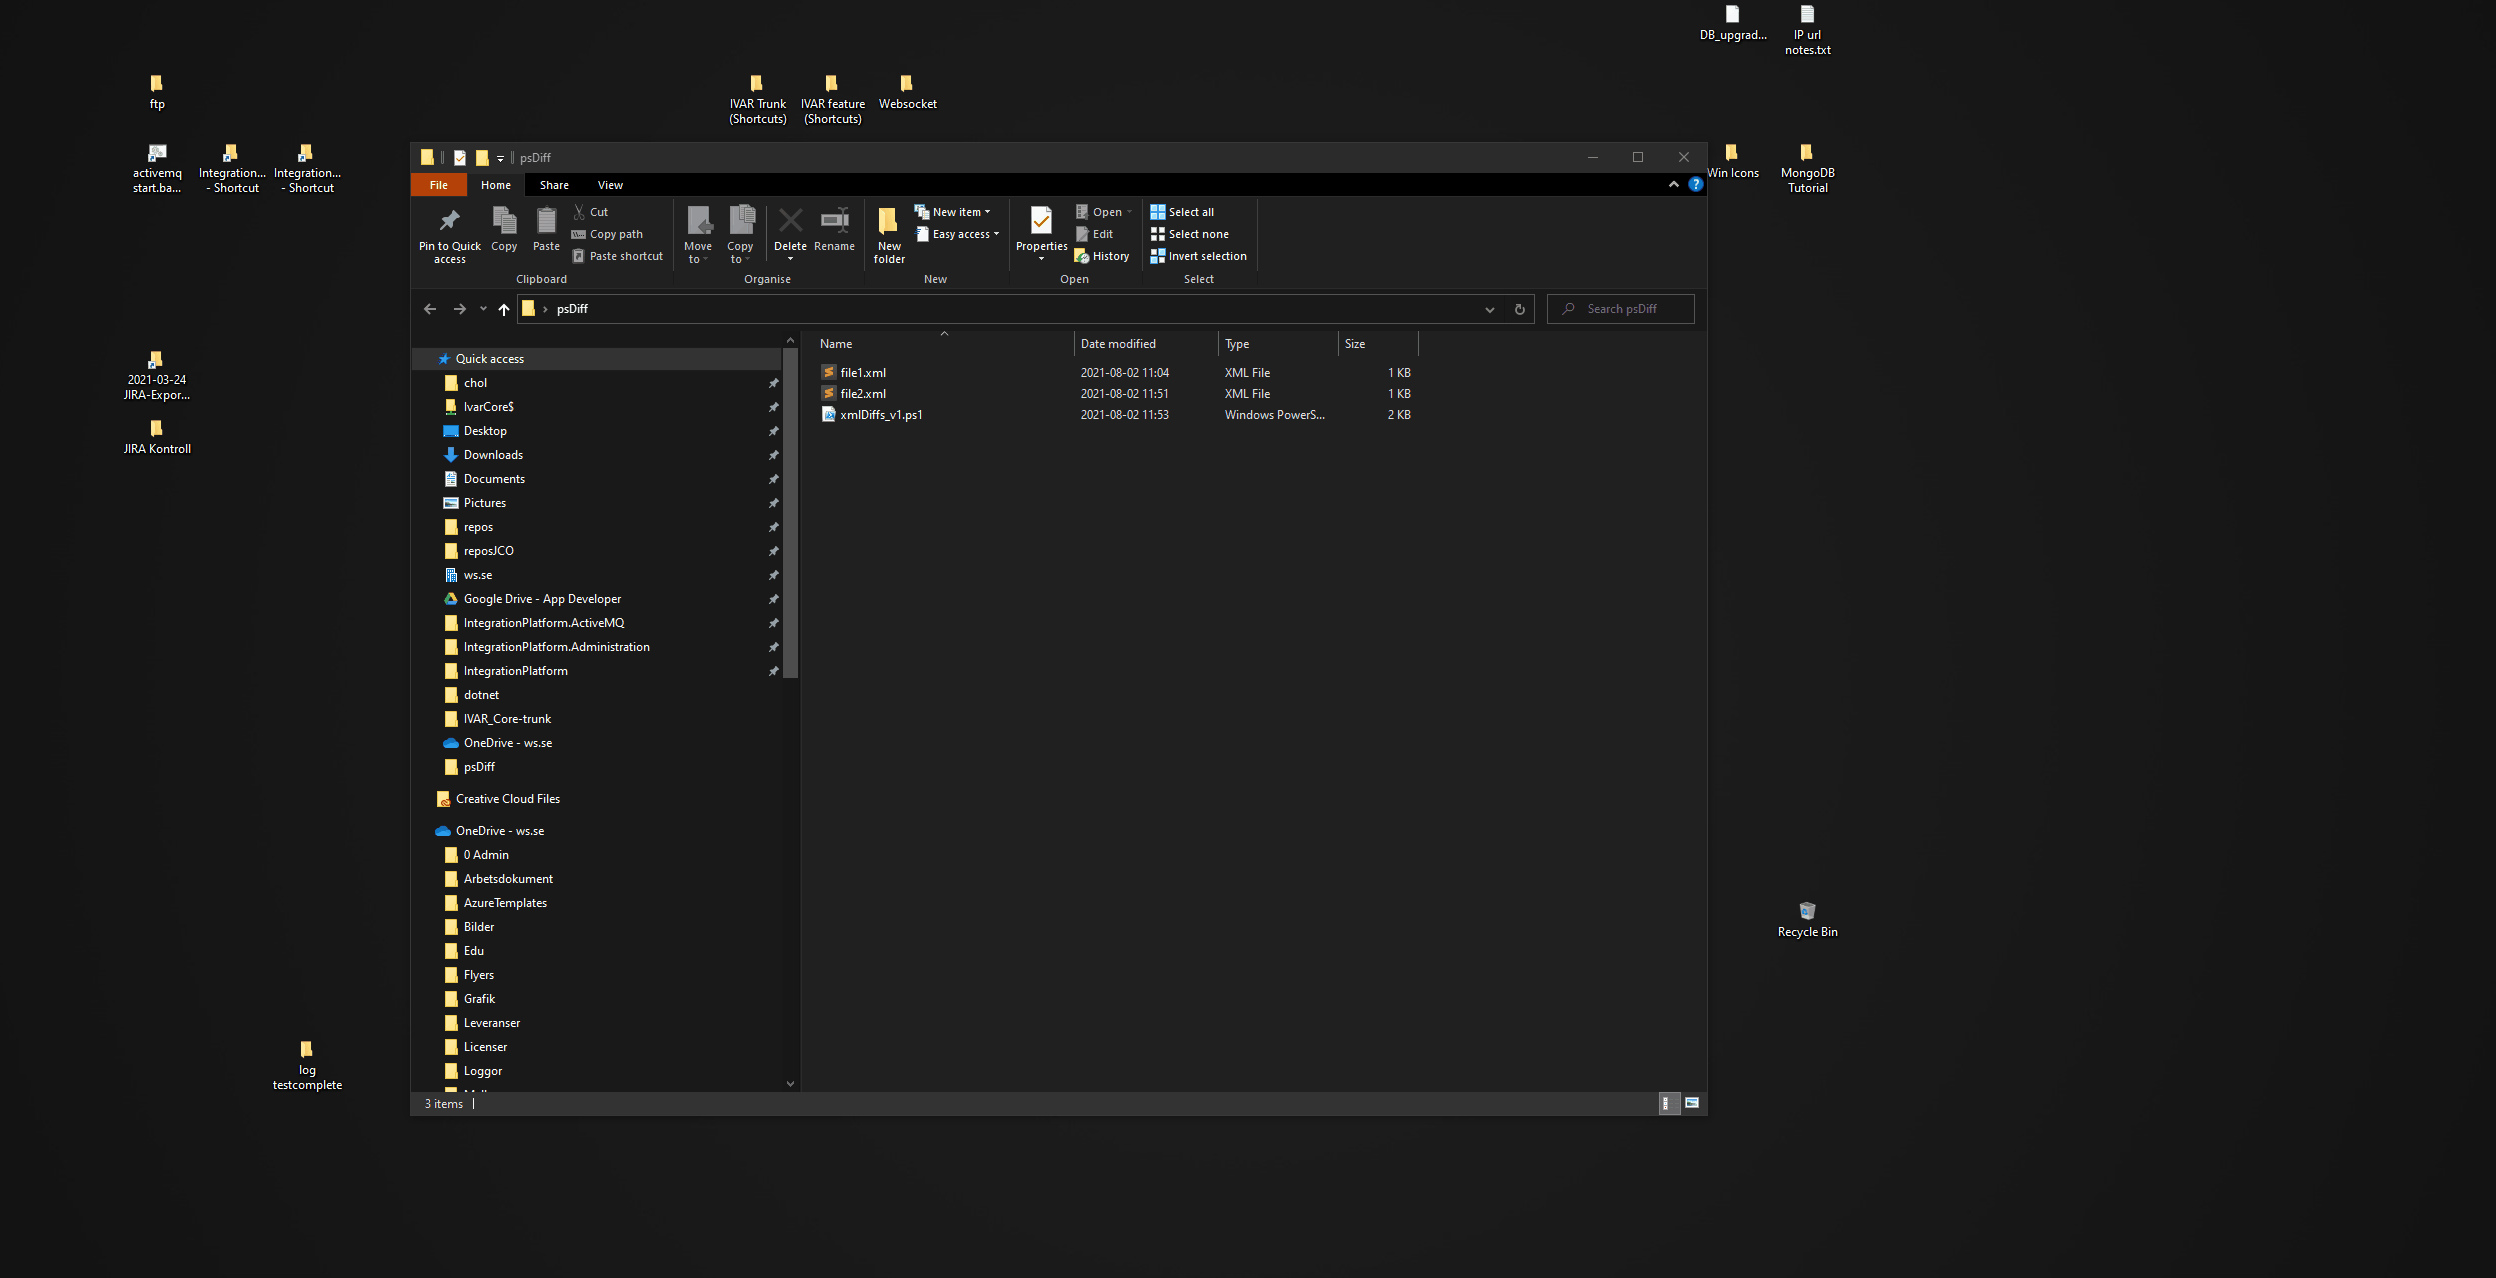 DB_upgrad...
IP url
notes.txt
ftp
IVAR Trunk
(Shortcuts)
IVAR feature
(Shortcuts)
Websocket
activemq
start.ba...
Integration...
- Shortcut
Integration...
- Shortcut
Win Icons
MongoDB
Tutorial
2021-03-24
JIRA-Expor...
JIRA Kontroll
psDiff
File
Home
Share
View
Pin to Quick
access
Copy
Paste
Cut
Copy path
Paste shortcut
Clipboard
Move
to
Copy
to
Delete
Rename
Organise
New
folder
New item
Easy access
New
Properties
Open
Edit
History
Open
Select all
Select none
Invert selection
Select
psDiff
Search psDiff
Quick access
chol
IvarCore$
Desktop
Downloads
Documents
Pictures
repos
reposJCO
ws.se
Google Drive - App Developer
IntegrationPlatform.ActiveMQ
IntegrationPlatform.Administration
IntegrationPlatform
dotnet
IVAR_Core-trunk
OneDrive - ws.se
psDiff
Creative Cloud Files
OneDrive - ws.se
0 Admin
Arbetsdokument
AzureTemplates
Bilder
Edu
Flyers
Grafik
Leveranser
Licenser
Loggor
Name Date modified Type Size
file1.xml 2021-08-02 11:04 XML File 1 KB
file2.xml 2021-08-02 11:51 XML File 1 KB
xmlDiffs_v1.ps1 2021-08-02 11:53 Windows PowerS... 2 KB
3 items
Recycle Bin
log
testcomplete